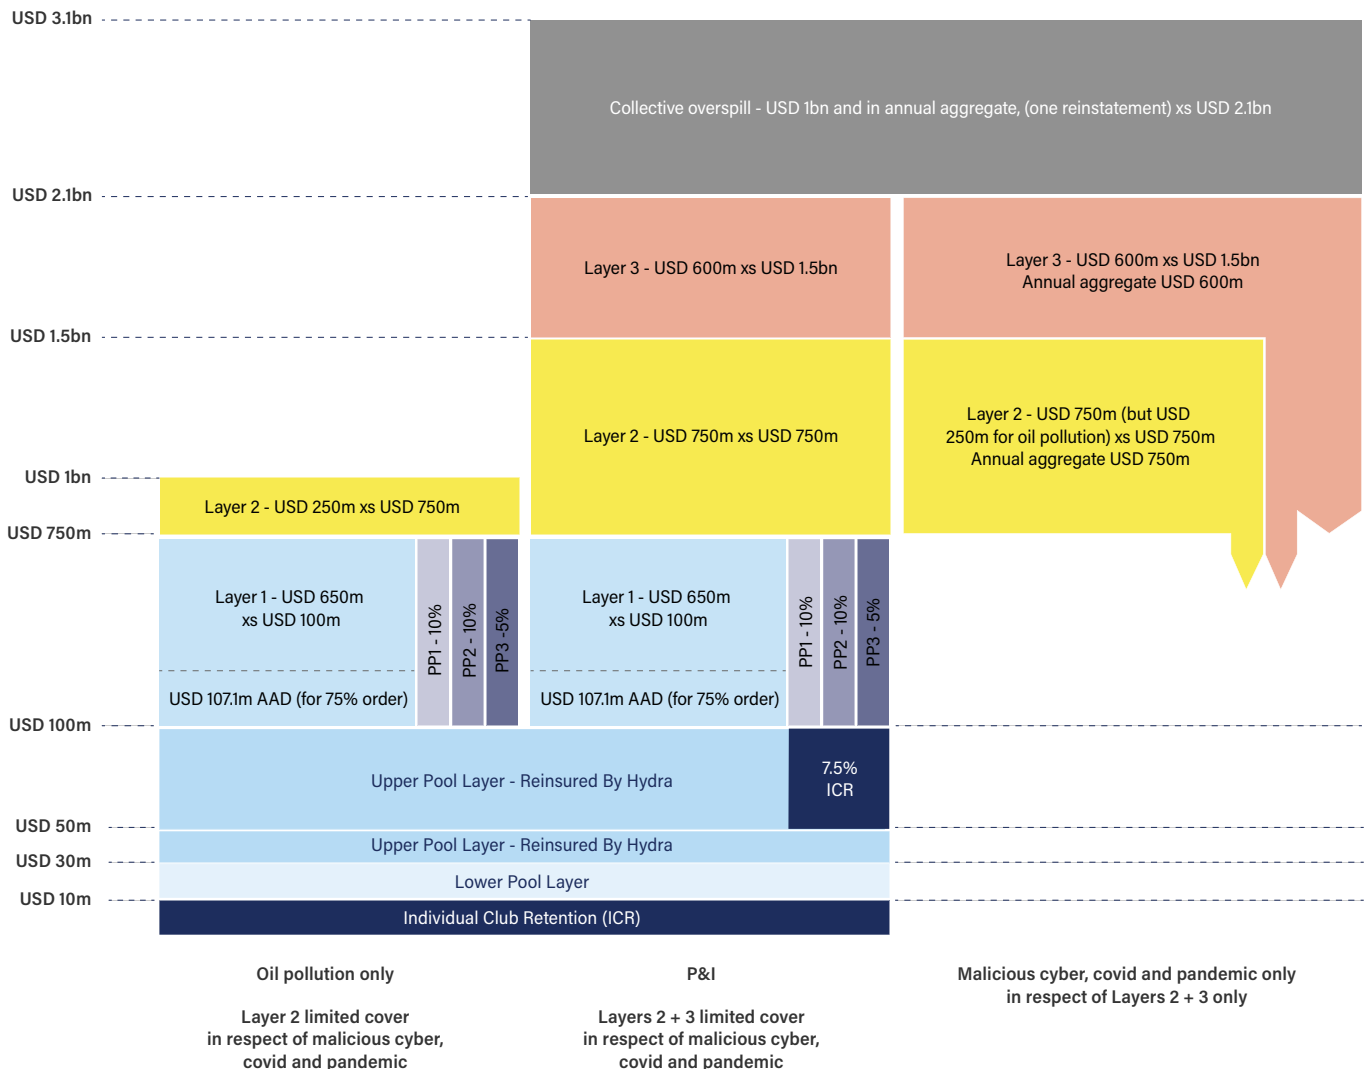 USD 3.1bn
Collective overspill - USD 1bn and in annual aggregate, (one reinstatement) xs USD 2.1bn
USD 2.1bn
Layer 3 - USD 600m xs USD 1.5bn
Layer 3 - USD 600m xs USD 1.5bn
Annual aggregate USD 600m
USD 1.5bn
Layer 2 - USD 750m xs USD 750m
Layer 2 - USD 750m (but USD
250m for oil pollution) xs USD 750m
Annual aggregate USD 750m
USD 1bn
Layer 2 - USD 250m xs USD 750m
USD 750m
Layer 1 - USD 650m
xs USD 100m
USD 107.1m AAD (for 75% order)
PP1 - 10%
PP2 - 10%
PP3 -5%
Layer 1 - USD 650m
xs USD 100m
USD 107.1m AAD (for 75% order)
PP1 - 10%
PP2 - 10%
PP3 - 5%
USD 100m
Upper Pool Layer - Reinsured By Hydra
7.5%
ICR
USD 50m
Upper Pool Layer - Reinsured By Hydra
USD 30m
Lower Pool Layer
USD 10m
Individual Club Retention (ICR)
Oil pollution only
Layer 2 limited cover
in respect of malicious cyber,
covid and pandemic
P&I
Layers 2 + 3 limited cover
in respect of malicious cyber,
covid and pandemic
Malicious cyber, covid and pandemic only
in respect of Layers 2 + 3 only